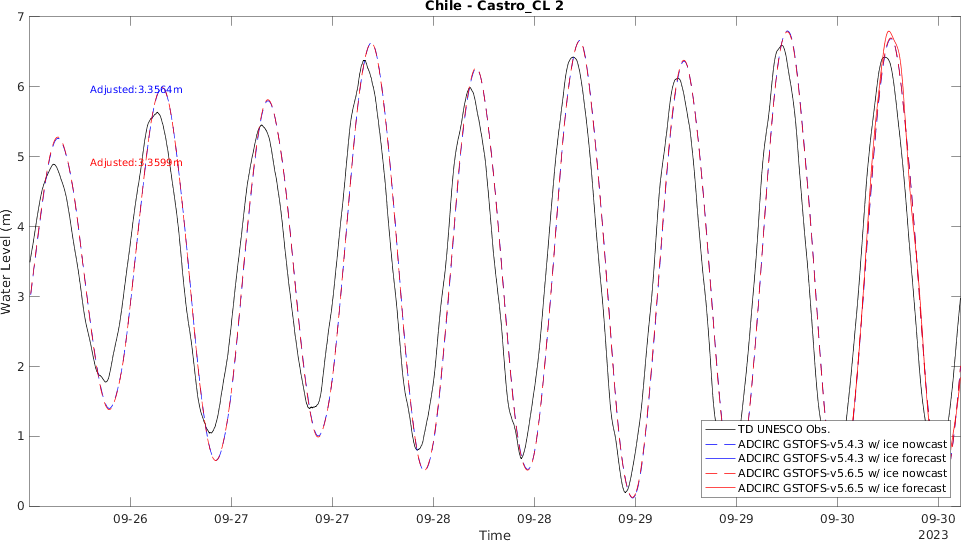 Chile - Castro_CL 2
7
6
5
4
3
2
1
0
Water Level (m)
Adjusted:3.3564m
Adjusted:3.3599m
TD UNESCO Obs.
ADCIRC GSTOFS-v5.4.3 w/ ice nowcast
ADCIRC GSTOFS-v5.4.3 w/ ice forecast
ADCIRC GSTOFS-v5.6.5 w/ ice nowcast
ADCIRC GSTOFS-v5.6.5 w/ ice forecast
09-26 09-27 09-27 09-28 09-28 09-29 09-29 09-30 09-30
Time
2023